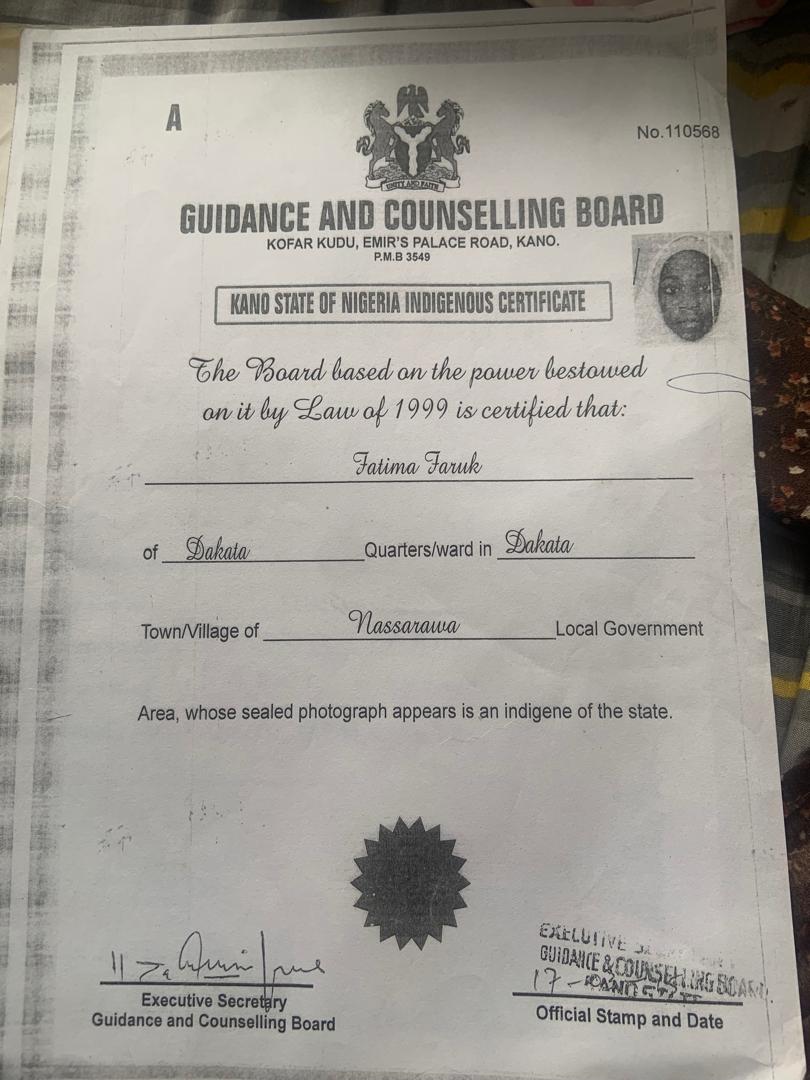 A
No.110568
UNITY AND FAITH
GUIDANCE AND COUNSELLING BOARD
KOFAR KUDU, EMIR'S PALACE ROAD, KANO.
P.M.B 3549
KANO STATE OF NIGERIA INDIGENOUS CERTIFICATE
The Board based on the power bestowed
on it by Law of 1999 is certified that:
Fatima Faruk
of Dakata Quarters/ward in Dakata
Town/Village of Nassarawa Local Government
Area, whose sealed photograph appears is an indigene of the state.
EXECUTIVE
GUIDANCE & COUNSELLING BOARD
17 - KANO STATE
Executive Secretary
Guidance and Counselling Board
Official Stamp and Date